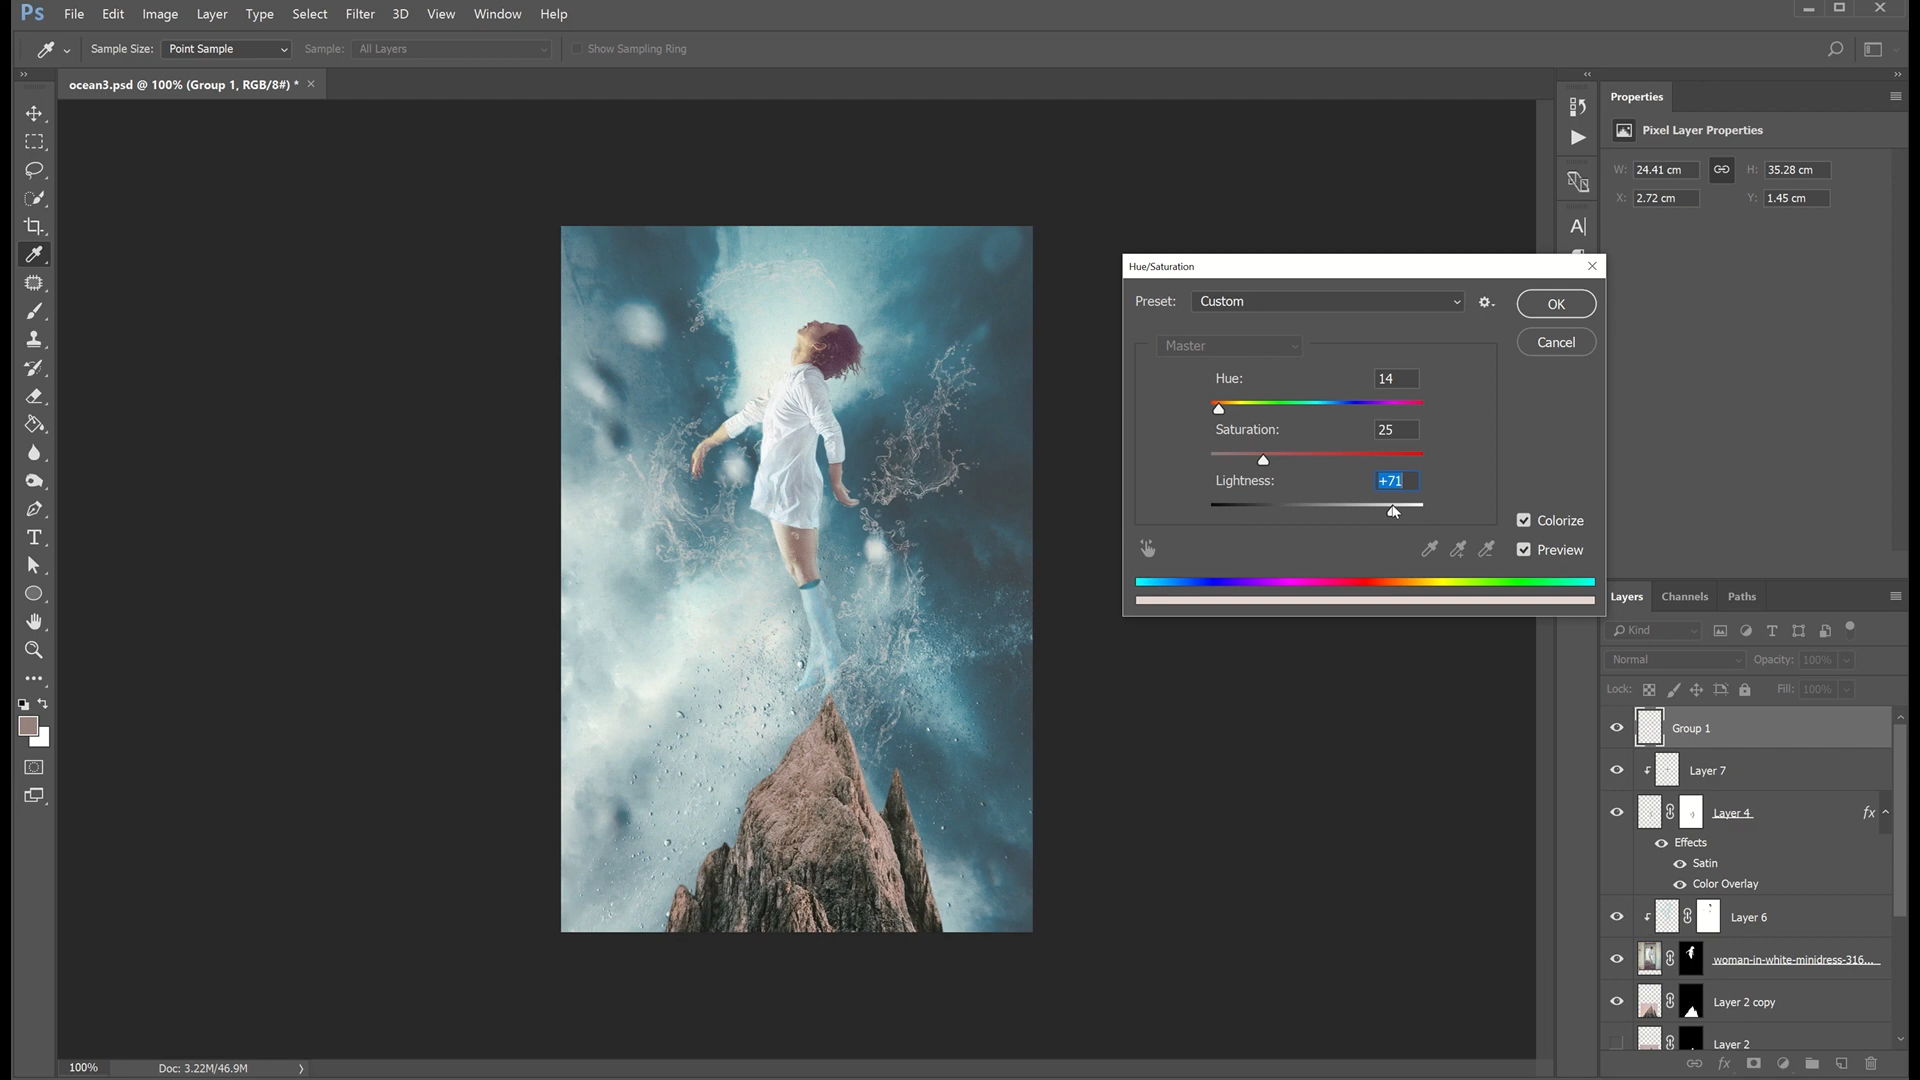 Ps File Edit Image Layer Type Select Filter 3D View Window Help
Sample Size: Point Sample Sample: All Layers Show Sampling Ring
ocean3.psd @ 100% (Group 1, RGB/8#) *
Properties
Pixel Layer Properties
W: 24.41 cm H: 35.28 cm
X: 2.72 cm Y: 1.45 cm
Hue/Saturation
Preset: Custom
OK
Cancel
Master
Hue: 14
Saturation: 25
Lightness: +71
Colorize
Preview
Layers Channels Paths
Kind
Normal Opacity: 100%
Lock: Fill: 100%
Group 1
Layer 7
Layer 4 fx
Effects
Satin
Color Overlay
Layer 6
woman-in-white-minidress-316...
Layer 2 copy
Layer 2
fx
100% Doc: 3.22M/46.9M